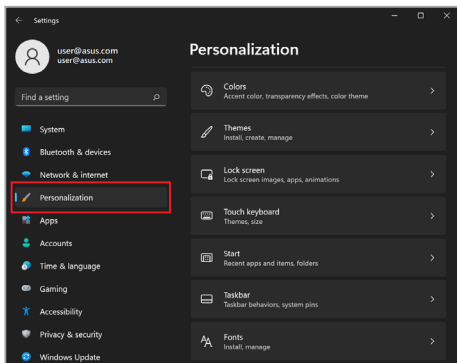 Settings
user@asus.com
user@asus.com
Find a setting
System
Bluetooth & devices
Network & internet
Personalization
Apps
Accounts
Time & language
Gaming
Accessibility
Privacy & security
Windows Update
Personalization
Colors
Accent color, transparency effects, color theme
Themes
Install, create, manage
Lock screen
Lock screen images, apps, animations
Touch keyboard
Themes, size
Start
Recent apps and items, folders
Taskbar
Taskbar behaviors, system pins
Fonts
Install, manage